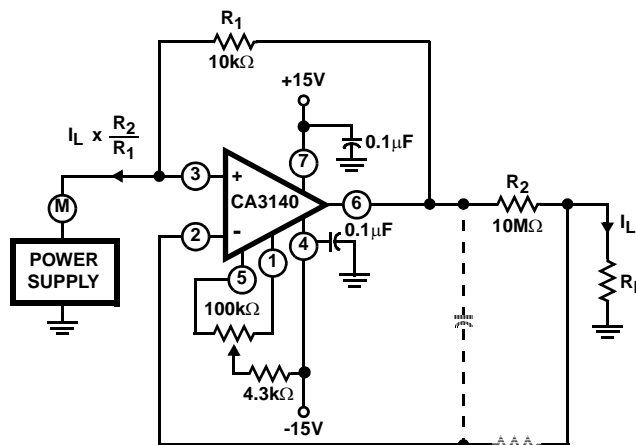 R1
10kΩ
+15V
IL x R2/R1
0.1μF
7
3
+
CA3140
6
R2
10MΩ
IL
M
2
-
0.1μF
4
1
5
POWER
SUPPLY
100kΩ
4.3kΩ
-15V